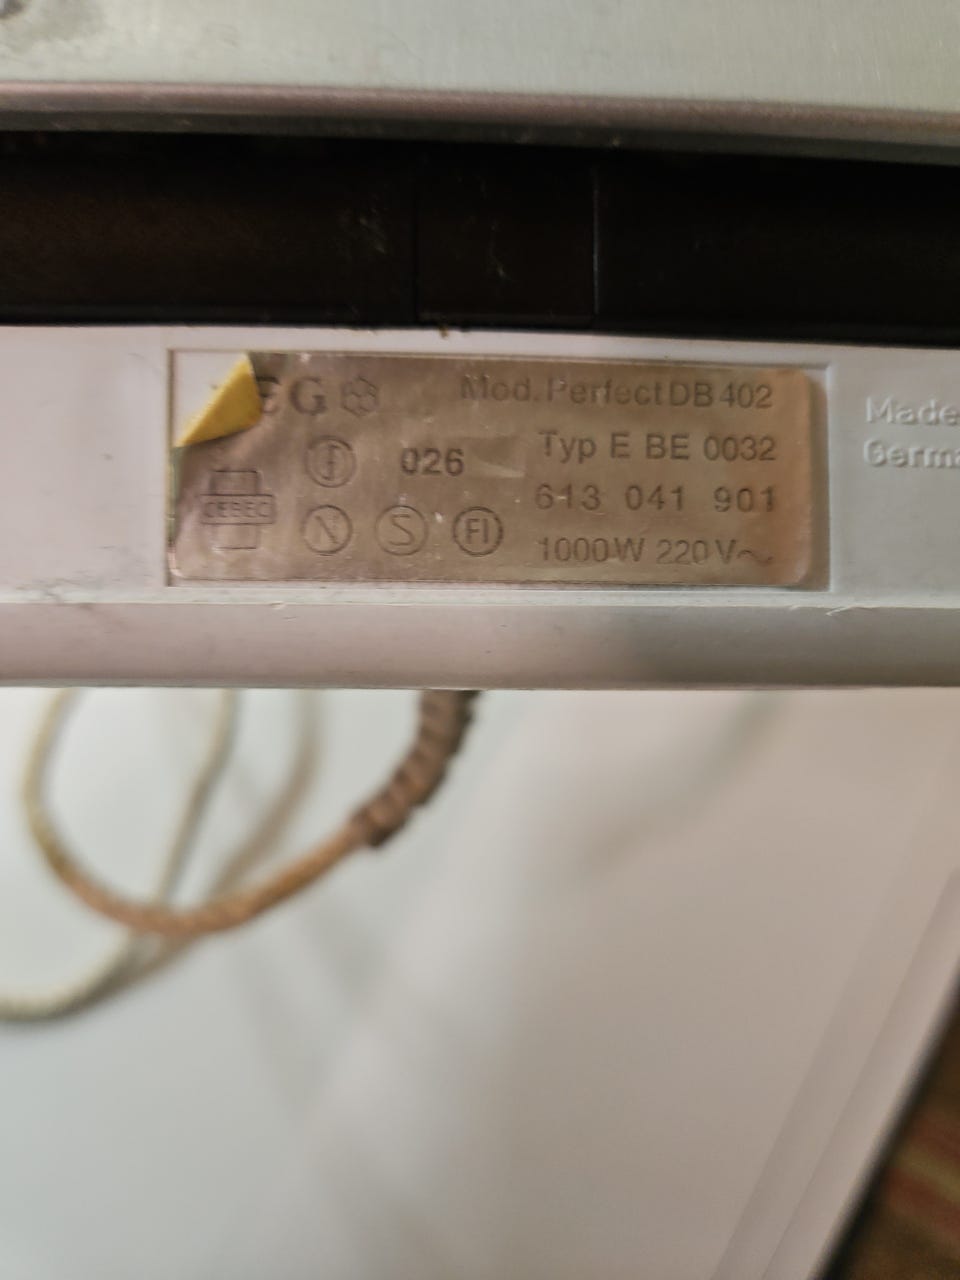 EG
Mod. Perfect DB 402
026
Typ E BE 0032
613 041 901
CEBEC
N S FI
1000W 220V~
Made
Germa